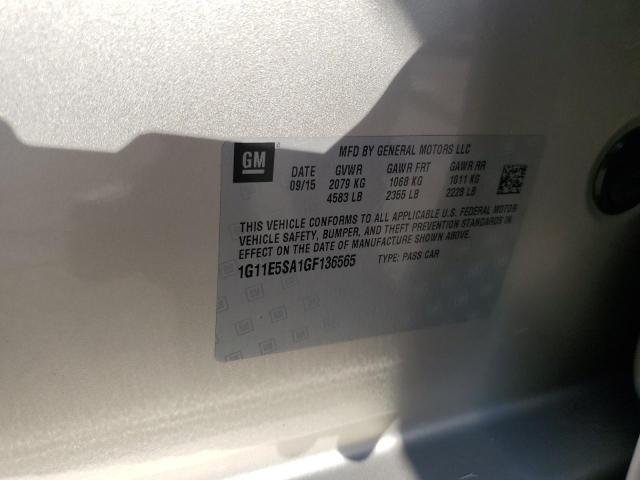 GM
MFD BY GENERAL MOTORS LLC
DATE GVWR GAWR FRT GAWR RR
09/15 2079 KG 1068 KG 1011 KG
4583 LB 2355 LB 2228 LB
THIS VEHICLE CONFORMS TO ALL APPLICABLE U.S. FEDERAL MOTOR
VEHICLE SAFETY, BUMPER, AND THEFT PREVENTION STANDARDS IN
EFFECT ON THE DATE OF MANUFACTURE SHOWN ABOVE.
1G11E5SA1GF136565 TYPE: PASS CAR